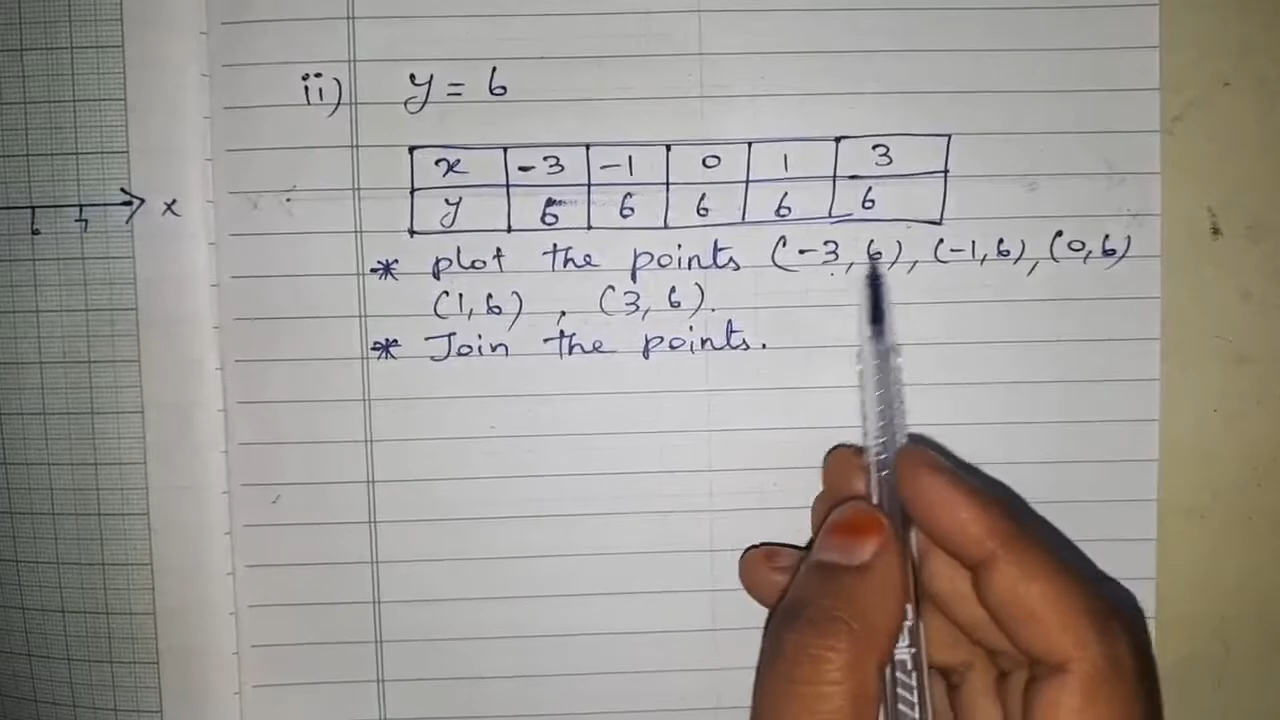 ii) y = 6
x -3 -1 0 1 3
y 6 6 6 6 6
* plot the points (-3,6), (-1,6), (0,6)
(1,6) , (3,6).
* Join the points.
x